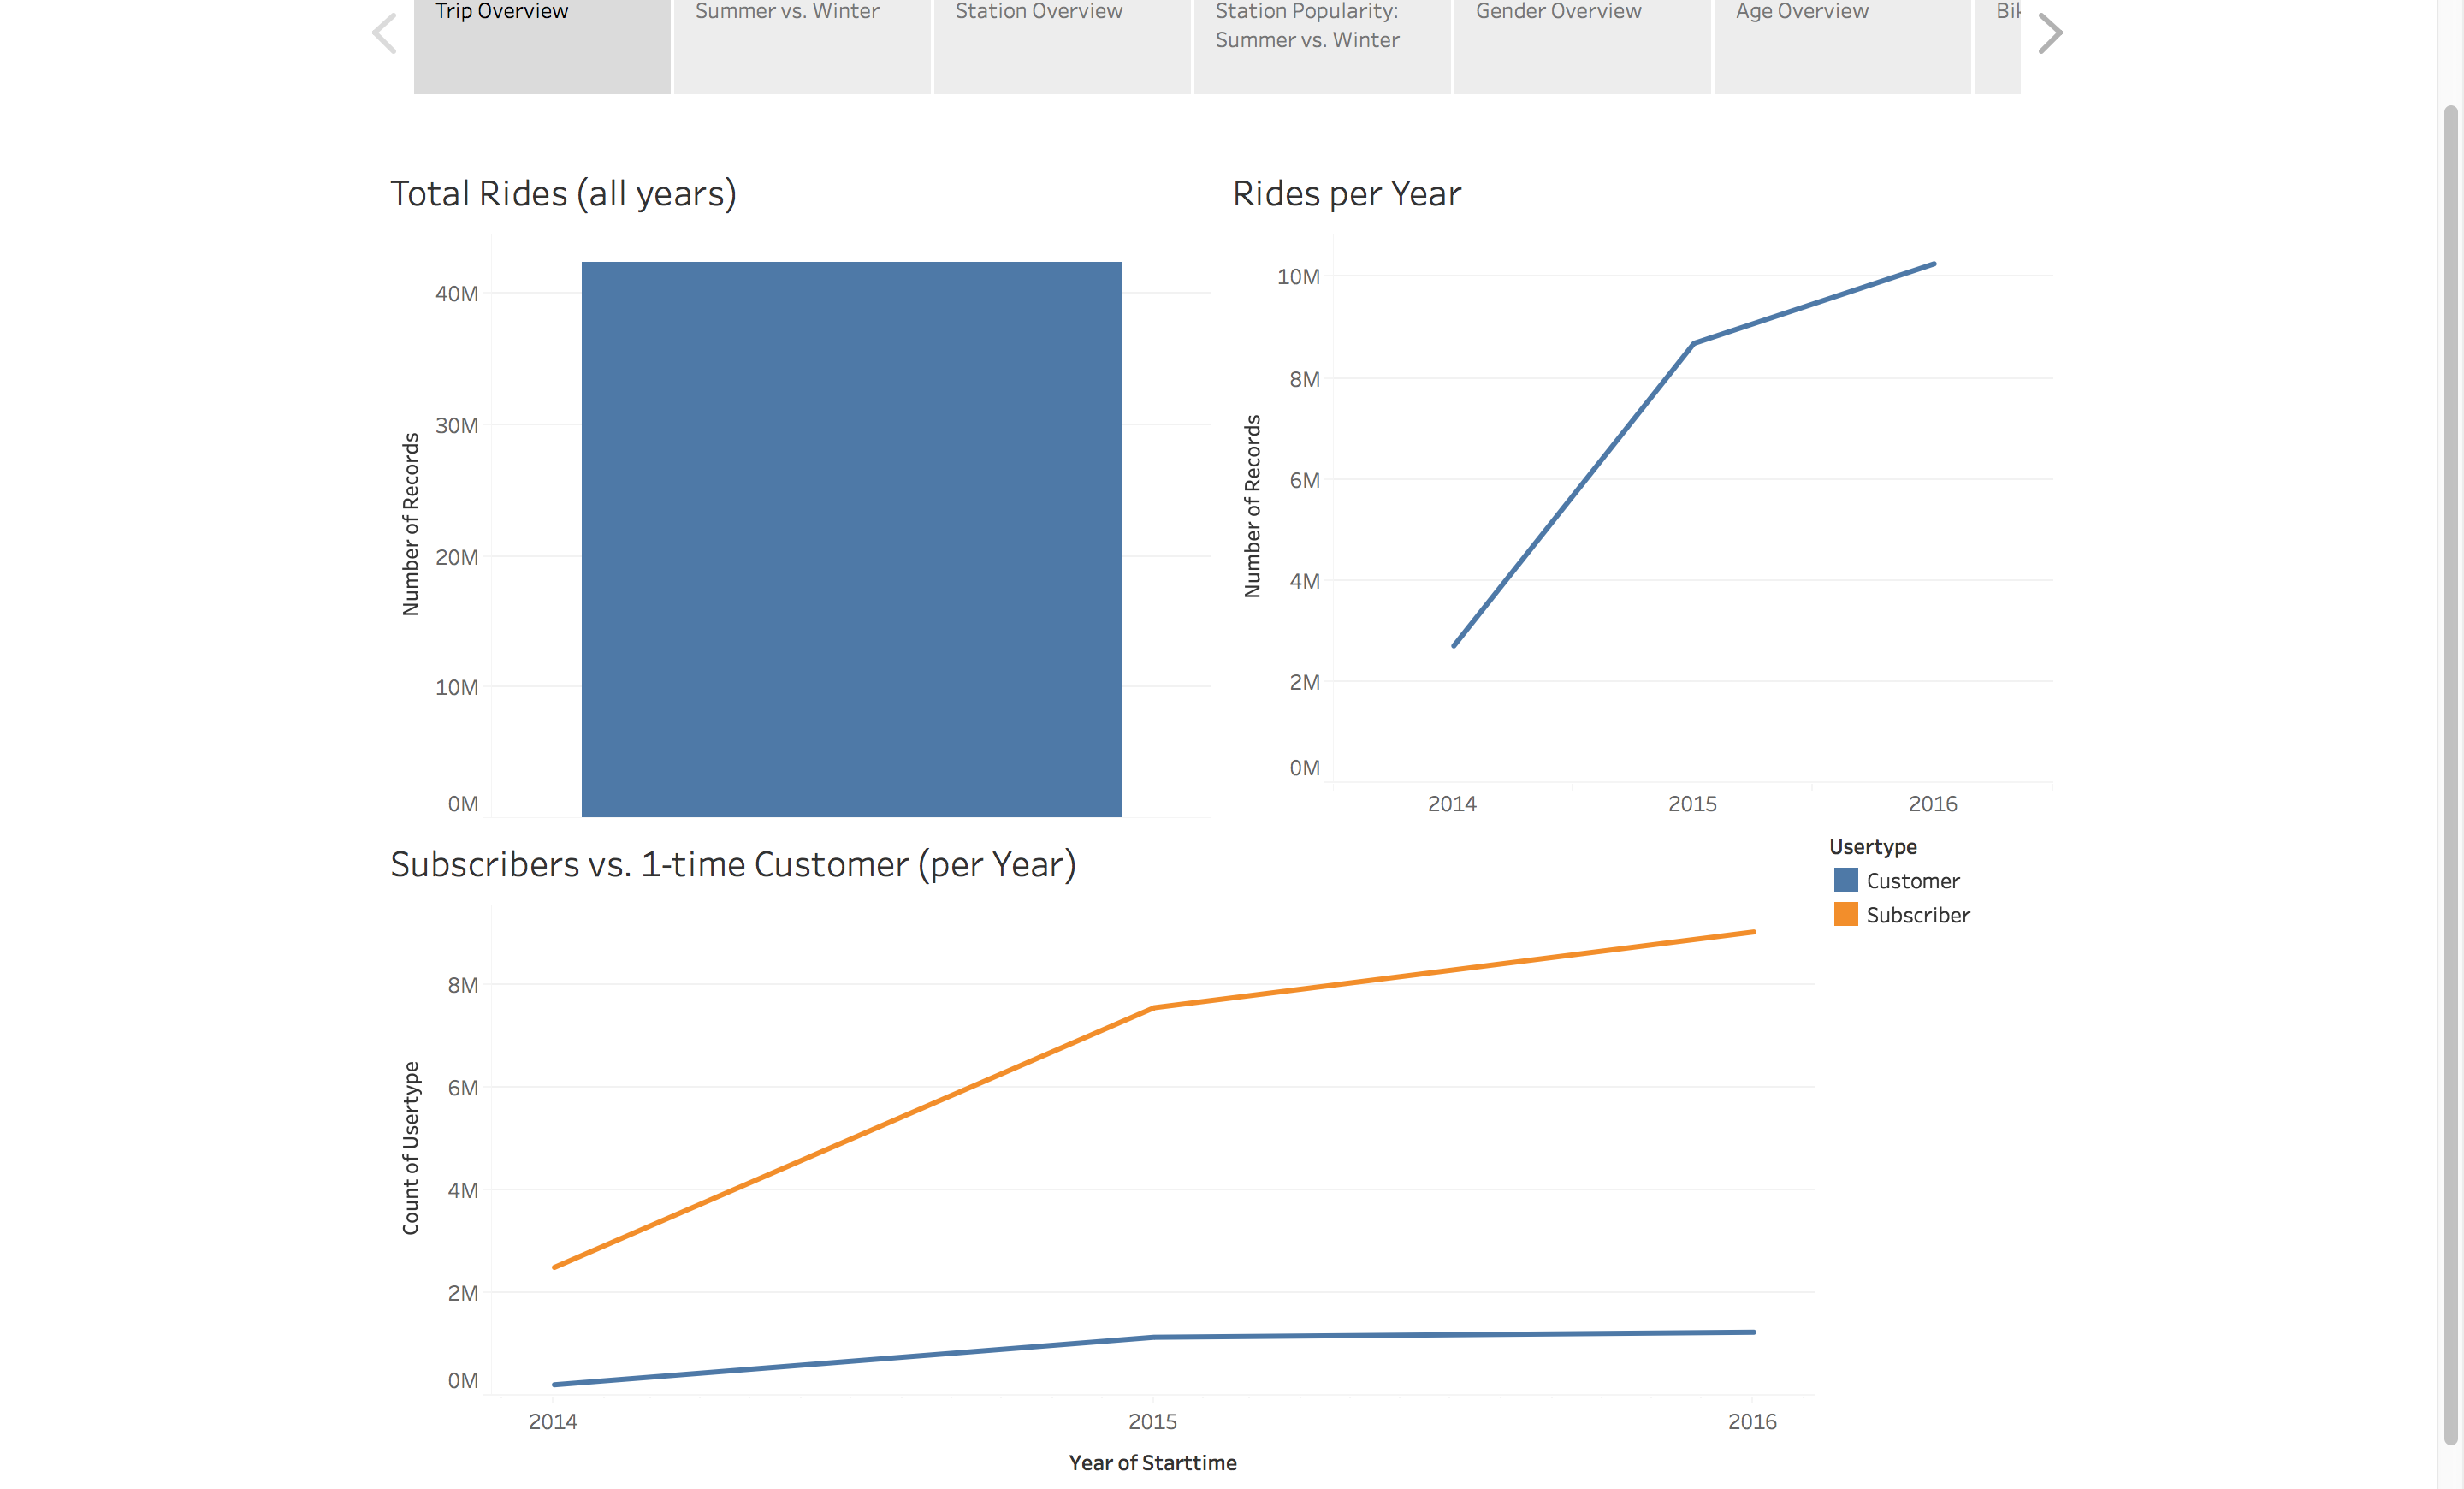 Trip Overview
Summer vs. Winter
Station Overview
Station Popularity:
Summer vs. Winter
Gender Overview
Age Overview
Total Rides (all years)
Number of Records
40M
30M
20M
10M
0M
Rides per Year
Number of Records
10M
8M
6M
4M
2M
0M
2014
2015
2016
Subscribers vs. 1-time Customer (per Year)
Usertype
Customer
Subscriber
Count of Usertype
8M
6M
4M
2M
0M
2014
2015
2016
Year of Starttime